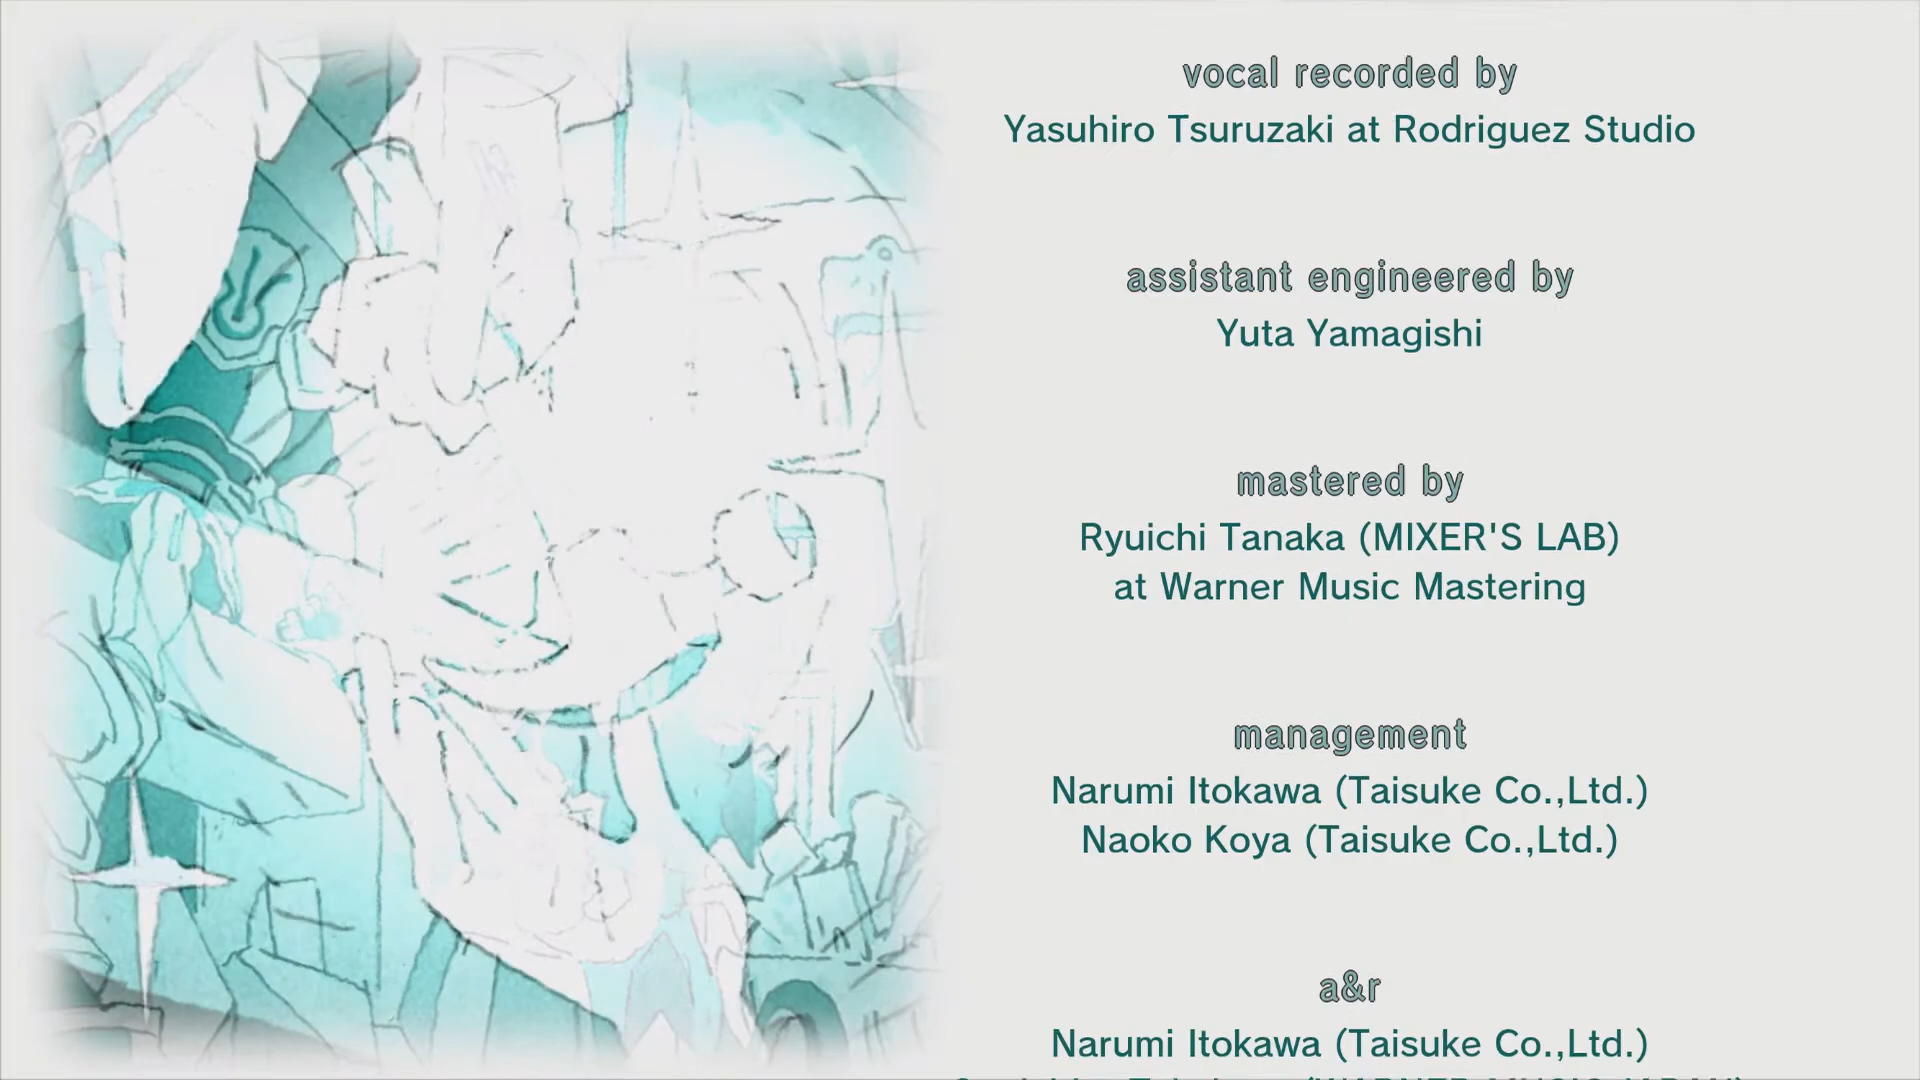 vocal recorded by
Yasuhiro Tsuruzaki at Rodriguez Studio
assistant engineered by
Yuta Yamagishi
mastered by
Ryuichi Tanaka (MIXER'S LAB)
at Warner Music Mastering
management
Narumi Itokawa (Taisuke Co.,Ltd.)
Naoko Koya (Taisuke Co.,Ltd.)
a&r
Narumi Itokawa (Taisuke Co.,Ltd.)